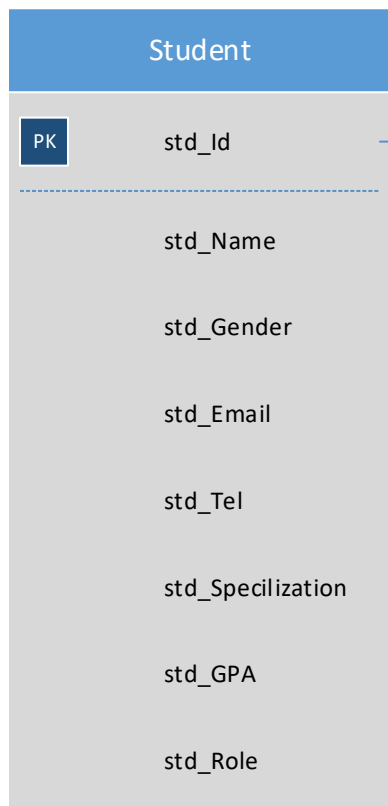 Student
PK std_Id
std_Name
std_Gender
std_Email
std_Tel
std_Specilization
std_GPA
std_Role